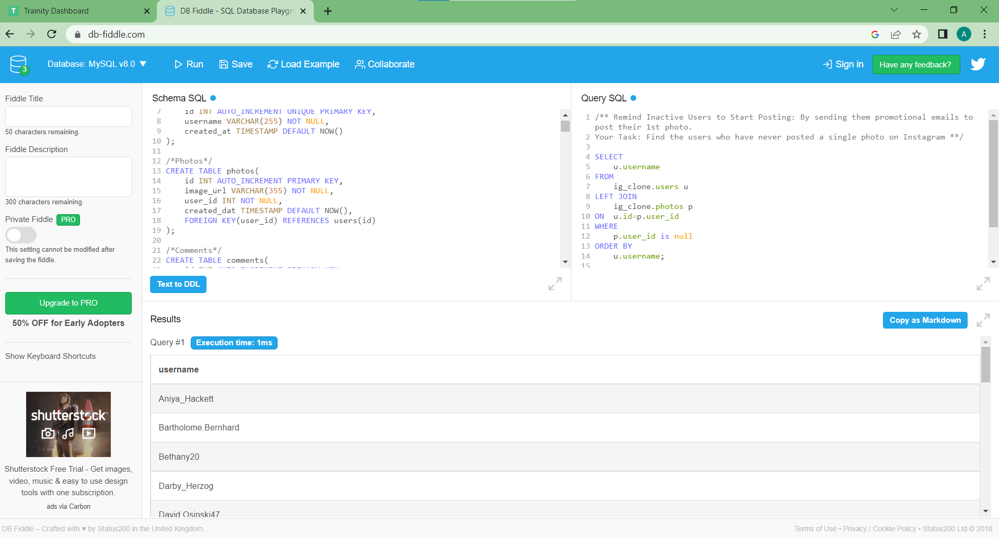 Trainity Dashboard
DB Fiddle - SQL Database Playgr
db-fiddle.com
A
3
Database: MySQL v8.0
Run
Save
Load Example
Collaborate
Sign in
Have any feedback?
Fiddle Title
50 characters remaining.
Fiddle Description
300 characters remaining.
Private Fiddle PRO
This setting cannot be modified after
saving the fiddle.
Upgrade to PRO
50% OFF for Early Adopters
Show Keyboard Shortcuts
shutterstock
Shutterstock Free Trial - Get images,
video, music & easy to use design
tools with one subscription.
ads via Carbon
Schema SQL
7 id INT AUTO_INCREMENT UNIQUE PRIMARY KEY,
8 username VARCHAR(255) NOT NULL,
9 created_at TIMESTAMP DEFAULT NOW()
10 );
11
12 /*Photos*/
13 CREATE TABLE photos(
14 id INT AUTO_INCREMENT PRIMARY KEY,
15 image_url VARCHAR(355) NOT NULL,
16 user_id INT NOT NULL,
17 created_dat TIMESTAMP DEFAULT NOW(),
18 FOREIGN KEY(user_id) REFERENCES users(id)
19 );
20
21 /*Comments*/
22 CREATE TABLE comments(
Text to DDL
Query SQL
1 /** Remind Inactive Users to Start Posting: By sending them promotional emails to
post their 1st photo.
2 Your Task: Find the users who have never posted a single photo on Instagram **/
3
4 SELECT
5 u.username
6 FROM
7 ig_clone.users u
8 LEFT JOIN
9 ig_clone.photos p
10 ON u.id=p.user_id
11 WHERE
12 p.user_id is null
13 ORDER BY
14 u.username;
15
Results
Copy as Markdown
Query #1 Execution time: 1ms
username
Aniya_Hackett
Bartholome.Bernhard
Bethany20
Darby_Herzog
David.Osinski47
DB Fiddle – Crafted with ♥ by Status200 in the United Kingdom.
Terms of Use • Privacy / Cookie Policy • Status200 Ltd © 2018